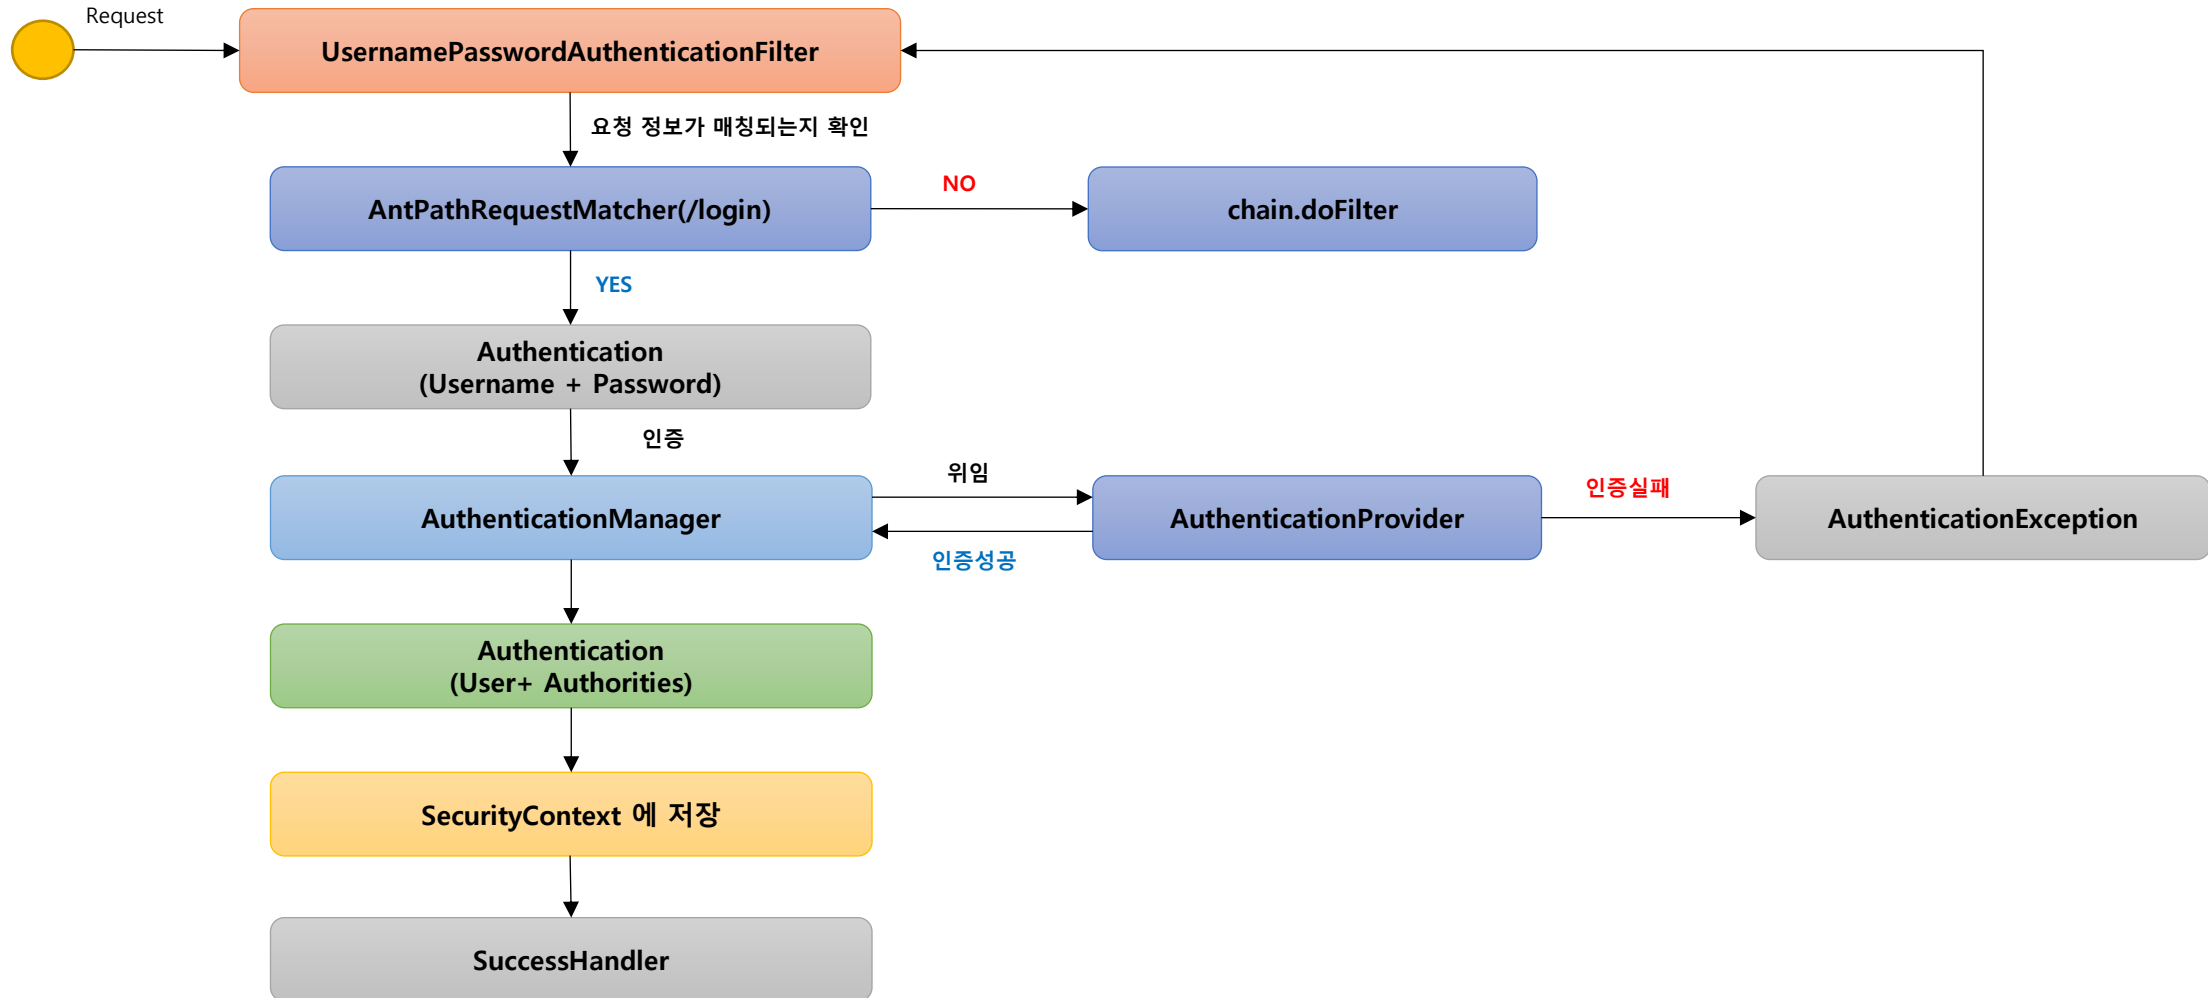 Request
UsernamePasswordAuthenticationFilter
요청 정보가 매칭되는지 확인
AntPathRequestMatcher(/login)
NO
chain.doFilter
YES
Authentication
(Username + Password)
인증
AuthenticationManager
위임
인증성공
AuthenticationProvider
인증실패
AuthenticationException
Authentication
(User+ Authorities)
SecurityContext 에 저장
SuccessHandler